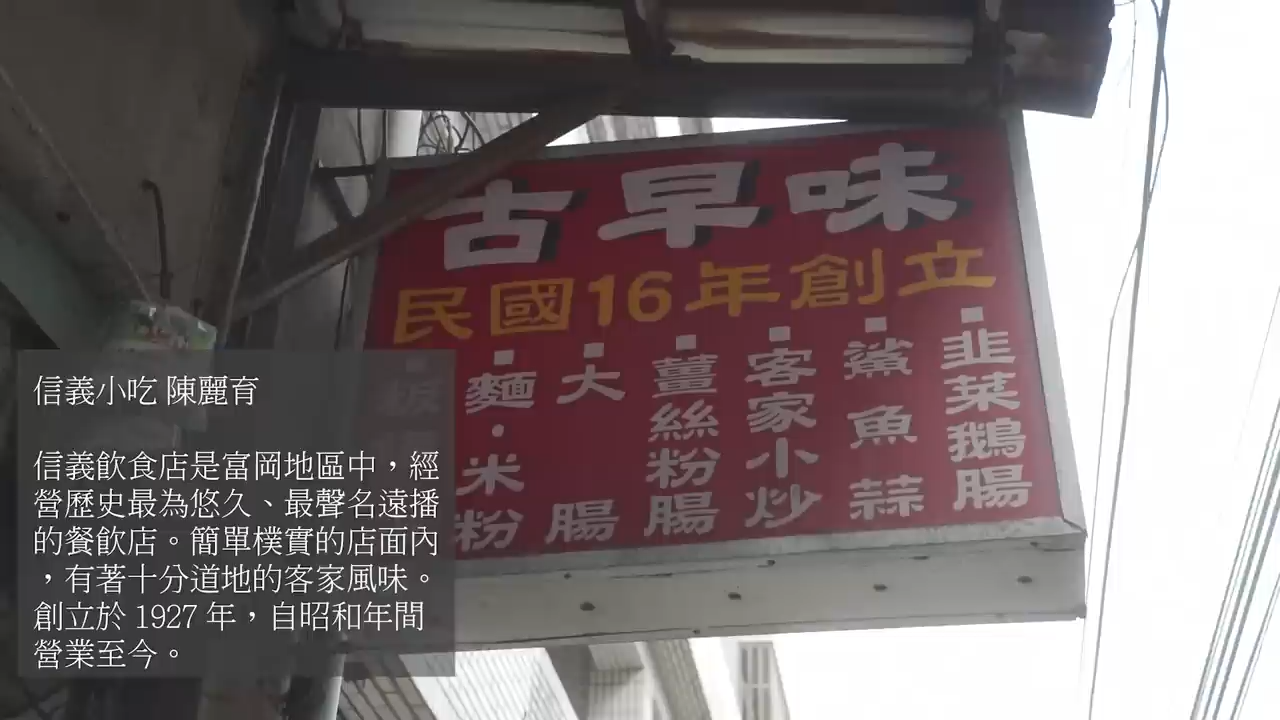 古早味
民國16年創立
麵・米粉
大腸
薑絲粉腸
客家小炒
鯊魚蒜
韭菜鵝腸
信義小吃 陳麗育
信義飲食店是富岡地區中，經
營歷史最為悠久、最聲名遠播
的餐飲店。簡單樸實的店面內
，有著十分道地的客家風味。
創立於 1927 年，自昭和年間
營業至今。